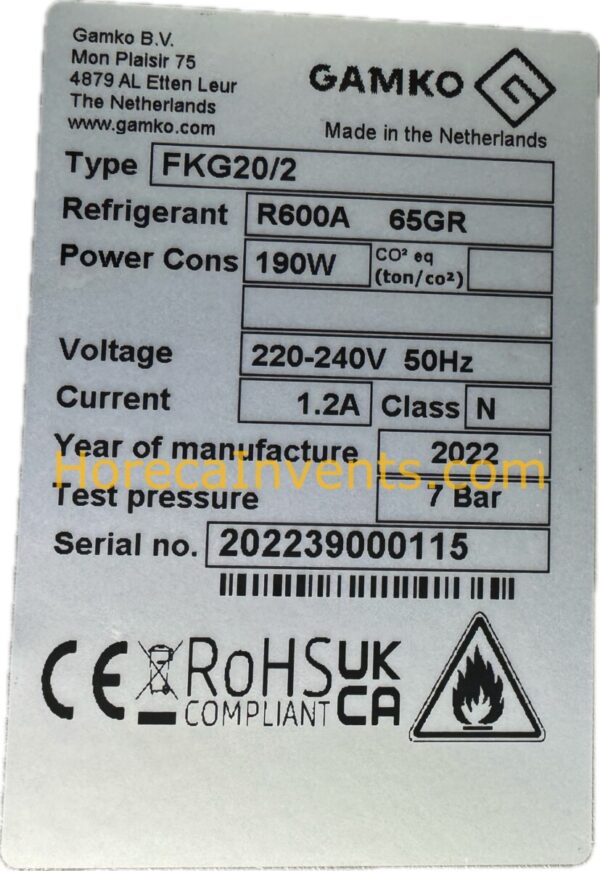 Gamko B.V.
Mon Plaisir 75
4879 AL Etten Leur
The Netherlands
www.gamko.com
GAMKO
Made in the Netherlands
Type FKG20/2
Refrigerant R600A 65GR
Power Cons 190W CO² eq (ton/co²)
Voltage 220-240V 50Hz
Current 1.2A Class N
Year of manufacture 2022
HorecaInvents.com
Test pressure 7 Bar
Serial no. 202239000115
CE RoHS COMPLIANT UK CA